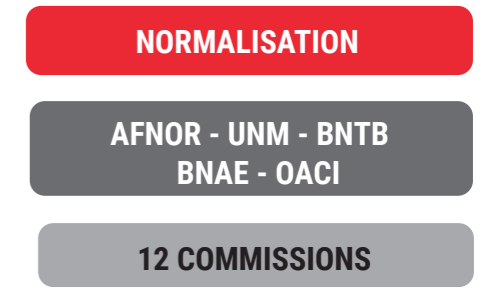 NORMALISATION
AFNOR - UNM - BNTB
BNAE - OACI
12 COMMISSIONS